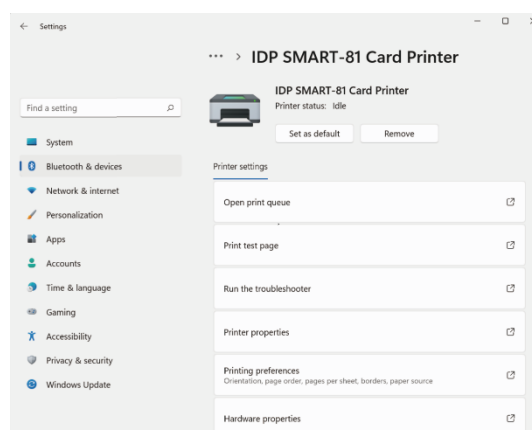 Settings
··· > IDP SMART-81 Card Printer
IDP SMART-81 Card Printer
Printer status: Idle
Set as default
Remove
Find a setting
System
Bluetooth & devices
Network & internet
Personalization
Apps
Accounts
Time & language
Gaming
Accessibility
Privacy & security
Windows Update
Printer settings
Open print queue
Print test page
Run the troubleshooter
Printer properties
Printing preferences
Orientation, page order, pages per sheet, borders, paper source
Hardware properties